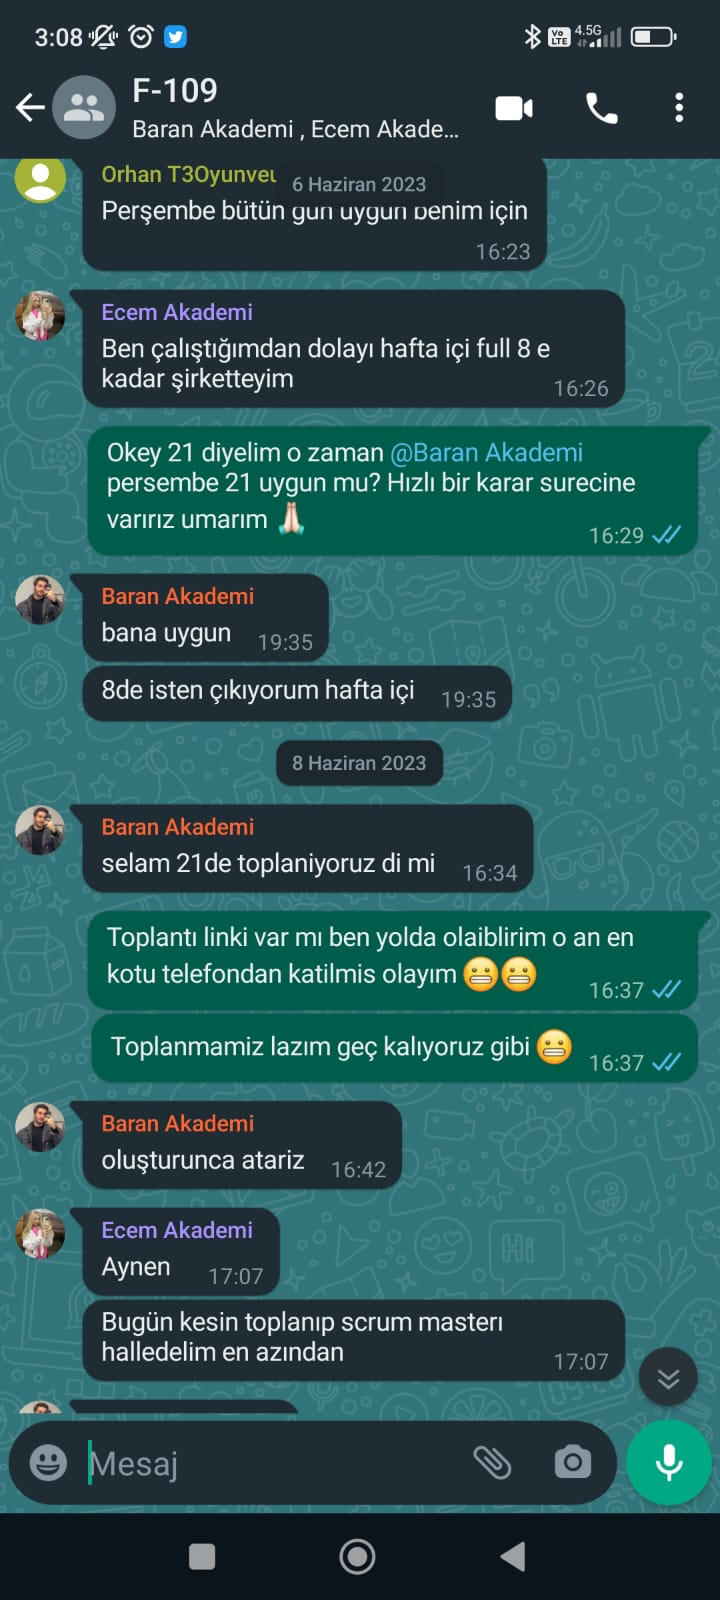 3:08
Vo LTE 4.5G
F-109
Baran Akademi , Ecem Akade...
6 Haziran 2023
Orhan T3Oyunveu
Perşembe bütün gün uygun benim için
16:23
Ecem Akademi
Ben çalıştığımdan dolayı hafta içi full 8 e
kadar şirketteyim
16:26
Okey 21 diyelim o zaman @Baran Akademi
persembe 21 uygun mu? Hızlı bir karar surecine
varırız umarım 🙏🏻
16:29
Baran Akademi
bana uygun 19:35
8de isten çıkıyorum hafta içi 19:35
8 Haziran 2023
Baran Akademi
selam 21de toplaniyoruz di mi 16:34
Toplantı linki var mı ben yolda olaiblirim o an en
kotu telefondan katilmis olayım 😬😬
16:37
Toplanmamiz lazım geç kalıyoruz gibi 😬 16:37
Baran Akademi
oluşturunca atariz 16:42
Ecem Akademi
Aynen 17:07
Bugün kesin toplanıp scrum masterı
halledelim en azından
17:07
Mesaj